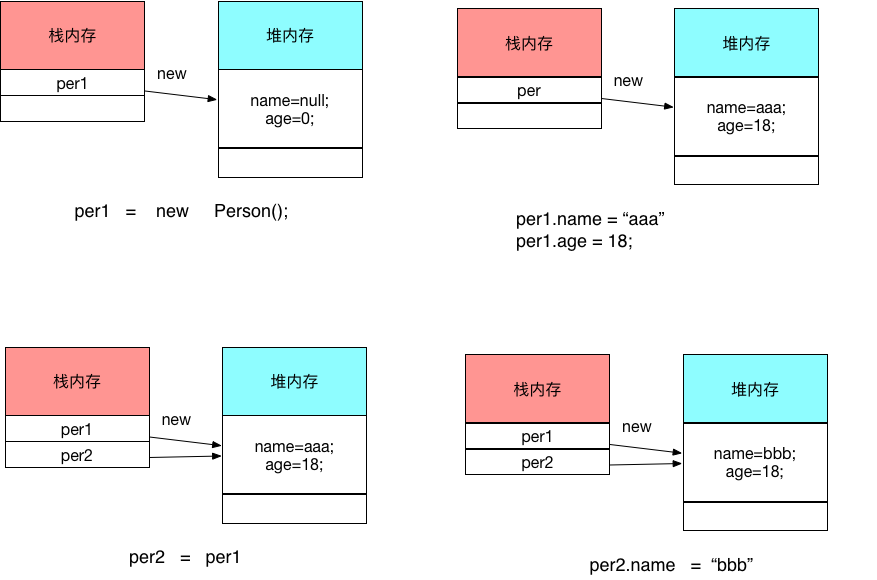 栈内存
堆内存
per1
new
name=null;
age=0;
per1 = new Person();
栈内存
堆内存
per
new
name=aaa;
age=18;
per1.name = “aaa”
per1.age = 18;
栈内存
堆内存
per1
new
per2
name=aaa;
age=18;
per2 = per1
栈内存
堆内存
per1
new
per2
name=bbb;
age=18;
per2.name = “bbb”